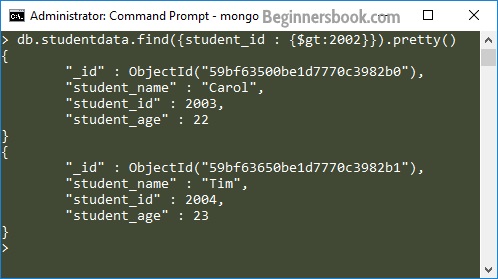 Administrator: Command Prompt - mongo Beginnersbook.com
> db.studentdata.find({student_id : {$gt:2002}}).pretty()
{
"_id" : ObjectId("59bf63500be1d7770c3982b0"),
"student_name" : "Carol",
"student_id" : 2003,
"student_age" : 22
}
{
"_id" : ObjectId("59bf63650be1d7770c3982b1"),
"student_name" : "Tim",
"student_id" : 2004,
"student_age" : 23
}
>